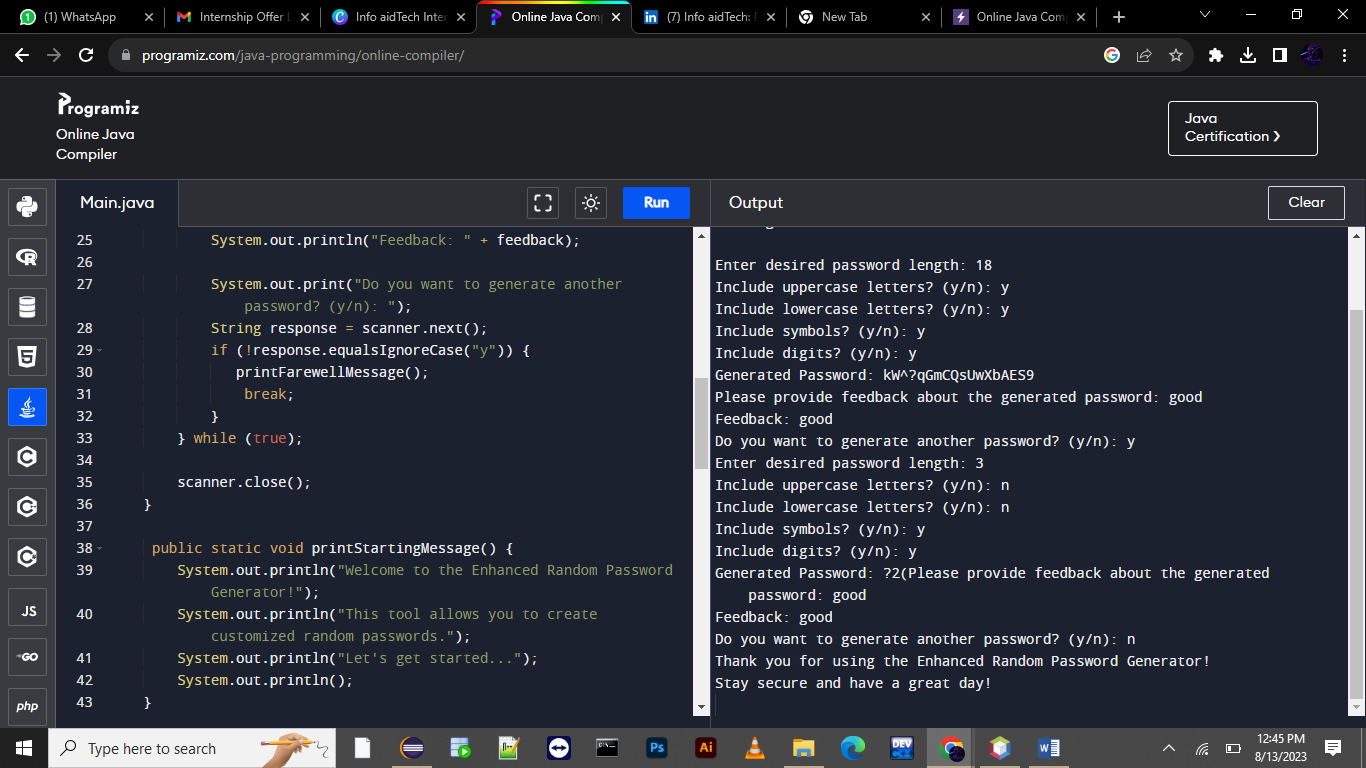 (1) WhatsApp
Internship Offer L
Info aidTech Inter
Online Java Comp
(7) Info aidTech: P
New Tab
Online Java Comp
programiz.com/java-programming/online-compiler/
Programiz
Online Java
Compiler
Java
Certification ❯
Main.java
Run
Output
Clear
25 System.out.println("Feedback: " + feedback);
26
27 System.out.print("Do you want to generate another
password? (y/n): ");
28 String response = scanner.next();
29 if (!response.equalsIgnoreCase("y")) {
30 printFarewellMessage();
31 break;
32 }
33 } while (true);
34
35 scanner.close();
36 }
37
38 public static void printStartingMessage() {
39 System.out.println("Welcome to the Enhanced Random Password
Generator!");
40 System.out.println("This tool allows you to create
customized random passwords.");
41 System.out.println("Let's get started...");
42 System.out.println();
43 }
Enter desired password length: 18
Include uppercase letters? (y/n): y
Include lowercase letters? (y/n): y
Include symbols? (y/n): y
Include digits? (y/n): y
Generated Password: kW^?qGmCQsUwXbAES9
Please provide feedback about the generated password: good
Feedback: good
Do you want to generate another password? (y/n): y
Enter desired password length: 3
Include uppercase letters? (y/n): n
Include lowercase letters? (y/n): n
Include symbols? (y/n): y
Include digits? (y/n): y
Generated Password: ?2(Please provide feedback about the generated
password: good
Feedback: good
Do you want to generate another password? (y/n): n
Thank you for using the Enhanced Random Password Generator!
Stay secure and have a great day!
JS
GO
php
Type here to search
Ps
Ai
DEV
W
12:45 PM
8/13/2023